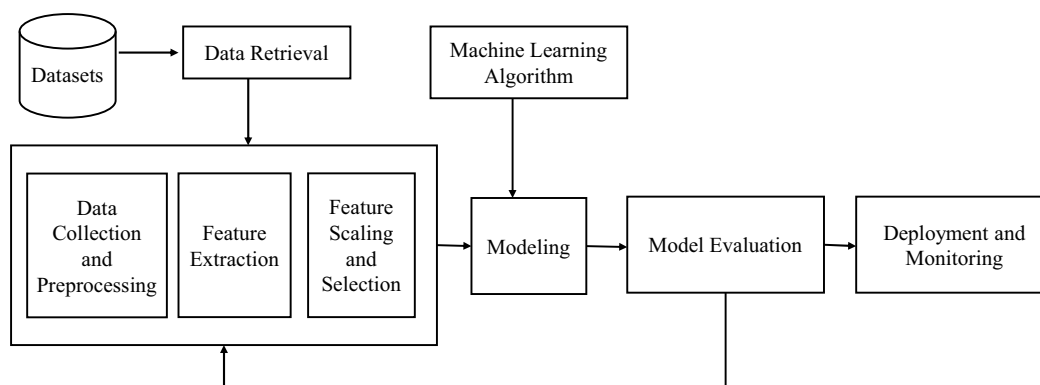 Datasets
Data Retrieval
Machine Learning
Algorithm
Data
Collection
and
Preprocessing
Feature
Extraction
Feature
Scaling
and
Selection
Modeling
Model Evaluation
Deployment and
Monitoring